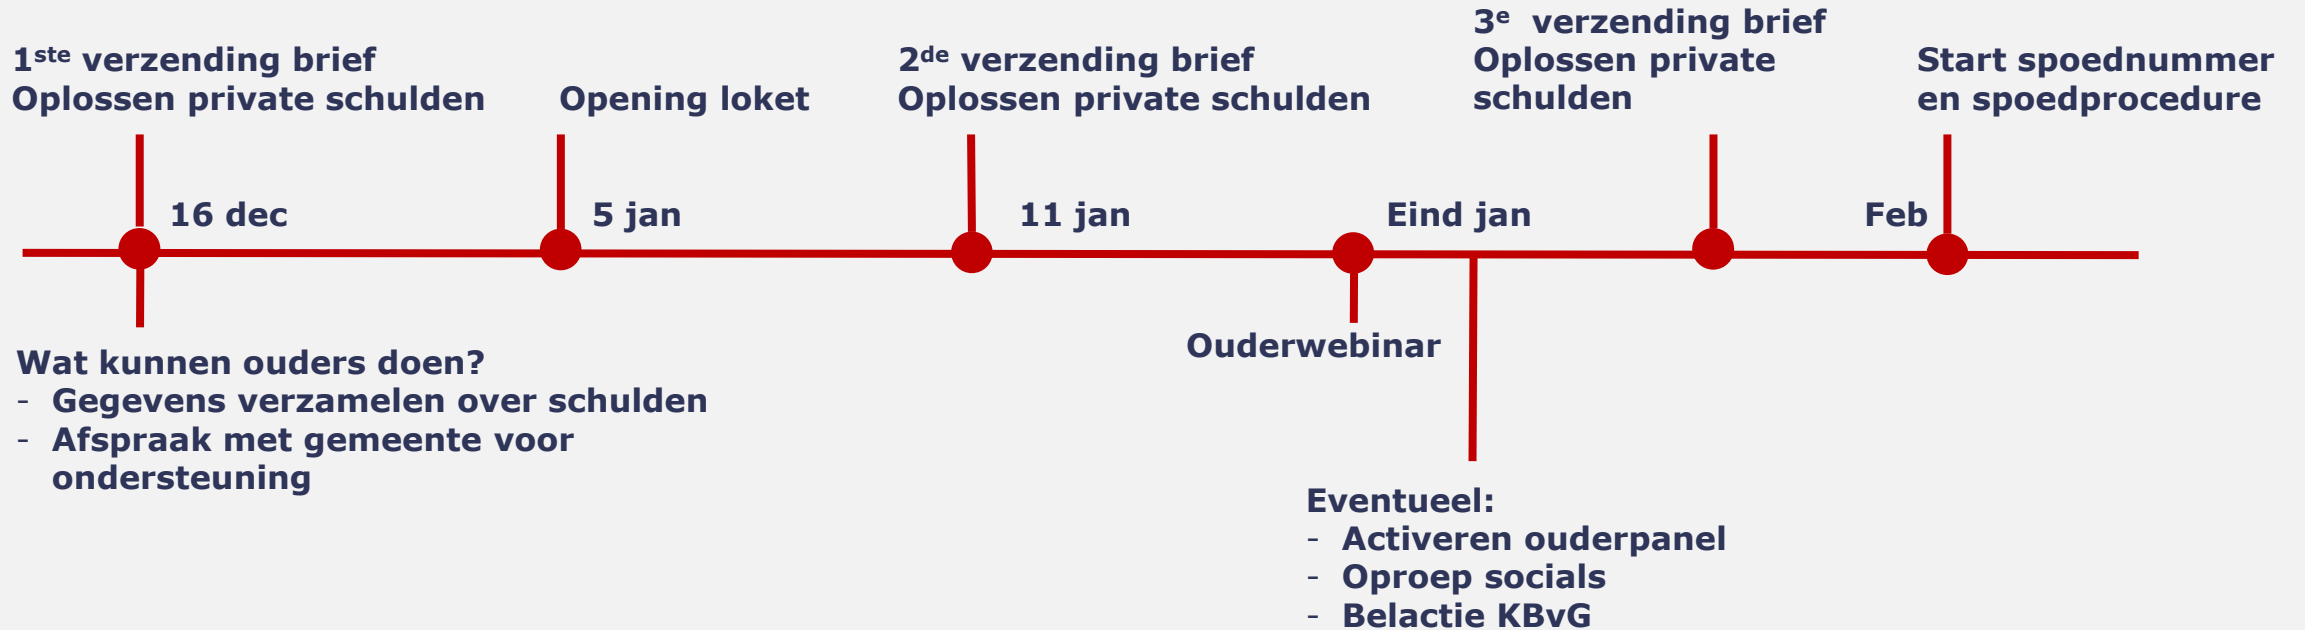 1ste verzending brief
Oplossen private schulden
Opening loket
2de verzending brief
Oplossen private schulden
3e verzending brief
Oplossen private
schulden
Start spoednummer
en spoedprocedure
16 dec
5 jan
11 jan
Eind jan
Feb
Wat kunnen ouders doen?
- Gegevens verzamelen over schulden
- Afspraak met gemeente voor
ondersteuning
Ouderwebinar
Eventueel:
- Activeren ouderpanel
- Oproep socials
- Belactie KBvG